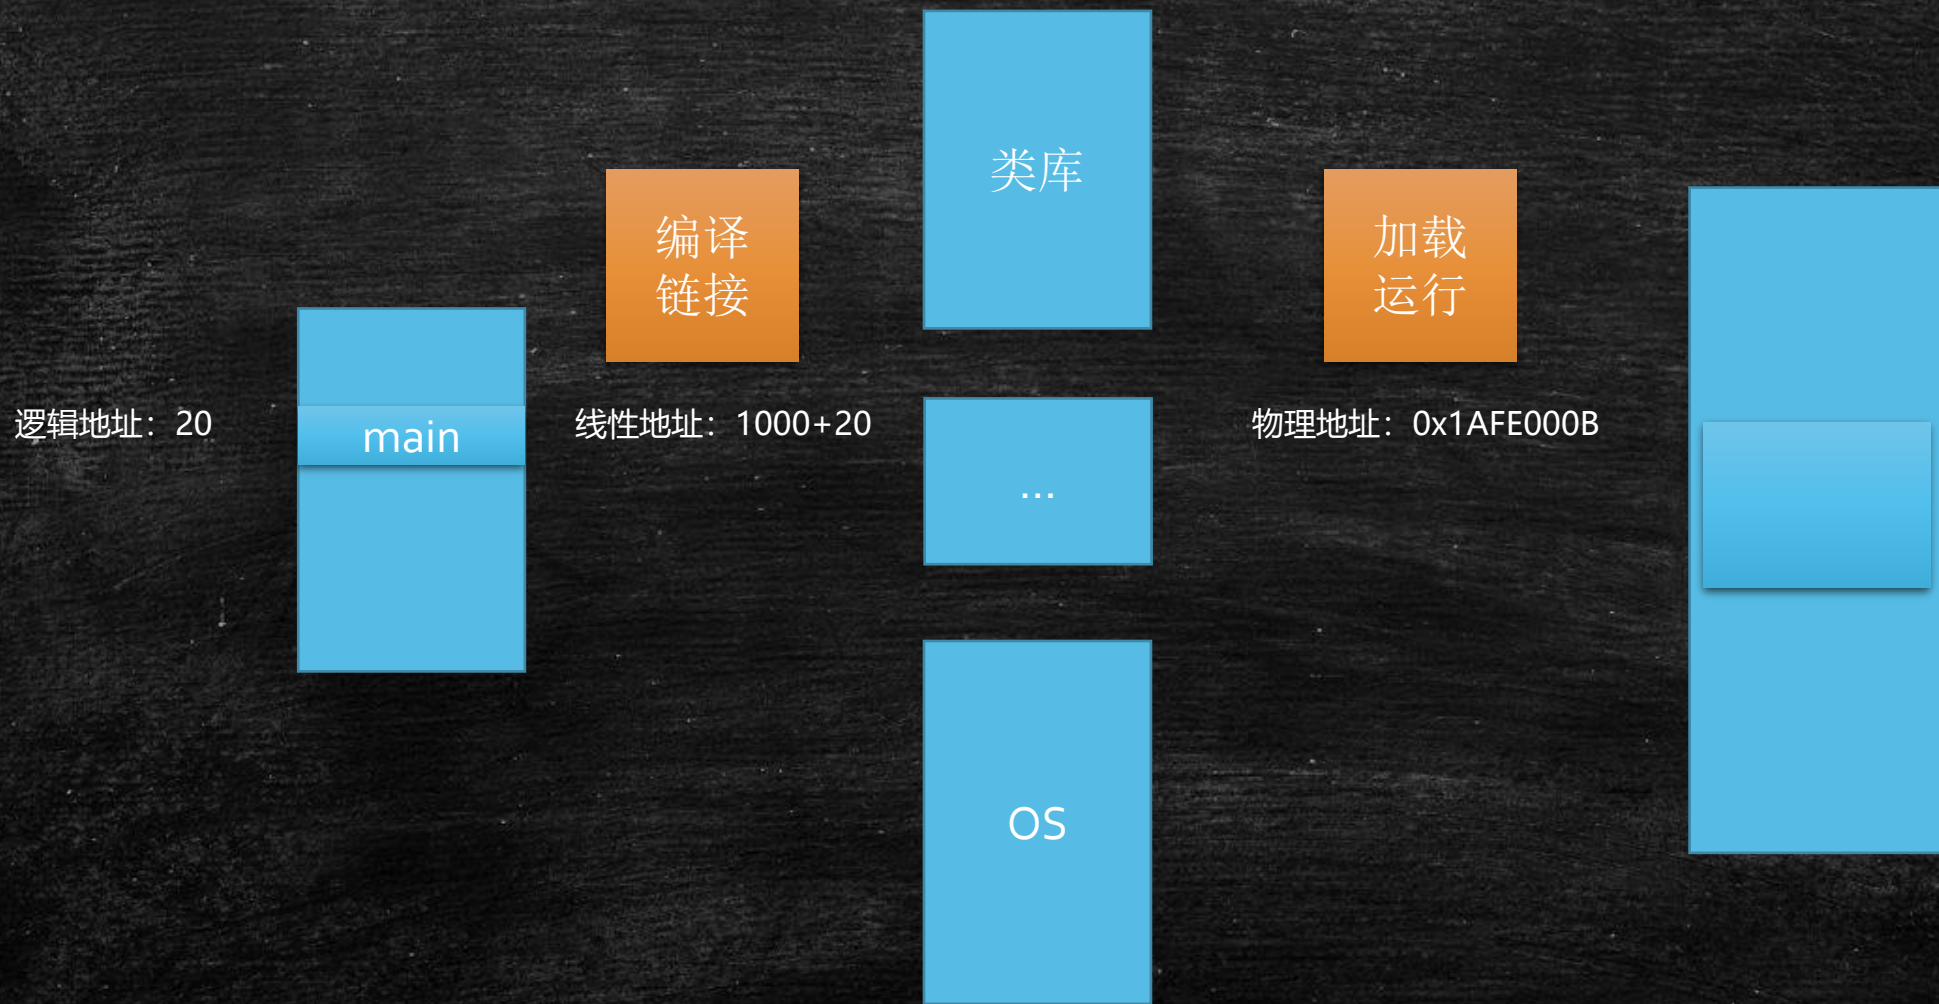 类库
编译
链接
加载
运行
逻辑地址：20
main
线性地址：1000+20
物理地址：0x1AFE000B
...
OS